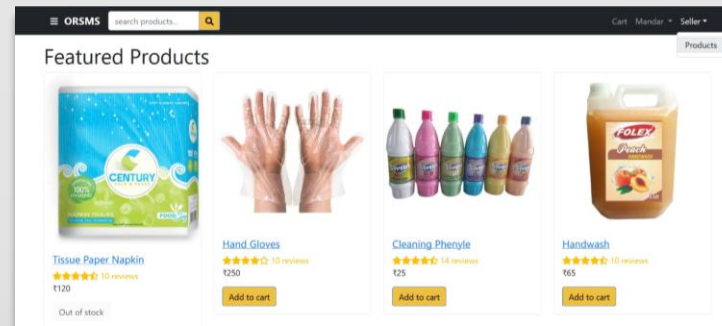 ORSMS
search products...
Cart Mandar Seller
Products
Featured Products
CENTURY
100%
FOLEX
Peach
HANDWASH
Tissue Paper Napkin
10 reviews
₹120
Out of stock
Hand Gloves
10 reviews
₹250
Add to cart
Cleaning Phenyle
14 reviews
₹25
Add to cart
Handwash
10 reviews
₹65
Add to cart